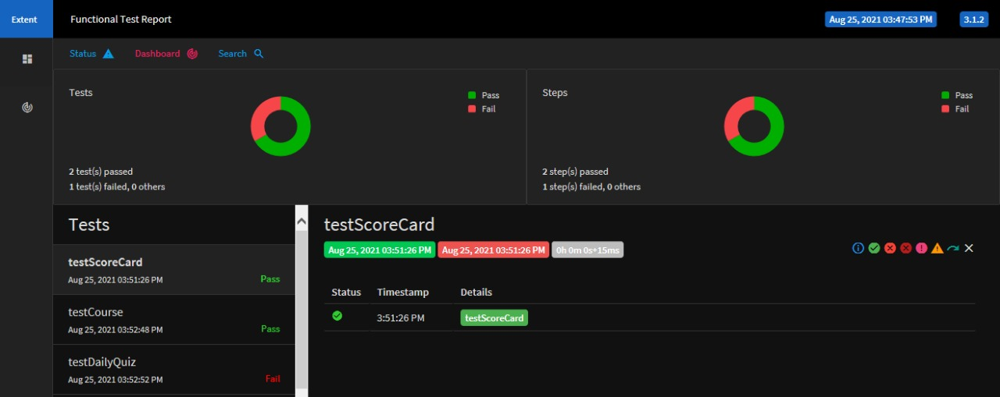 Extent
Functional Test Report
Aug 25, 2021 03:47:53 PM
3.1.2
Status
Dashboard
Search
Tests
Pass
Fail
2 test(s) passed
1 test(s) failed, 0 others
Steps
Pass
Fail
2 step(s) passed
1 step(s) failed, 0 others
Tests
testScoreCard
Aug 25, 2021 03:51:26 PM
Pass
testCourse
Aug 25, 2021 03:52:48 PM
Pass
testDailyQuiz
Aug 25, 2021 03:52:52 PM
Fail
testScoreCard
Aug 25, 2021 03:51:26 PM
Aug 25, 2021 03:51:26 PM
0h 0m 0s+15ms
Status Timestamp Details
3:51:26 PM testScoreCard